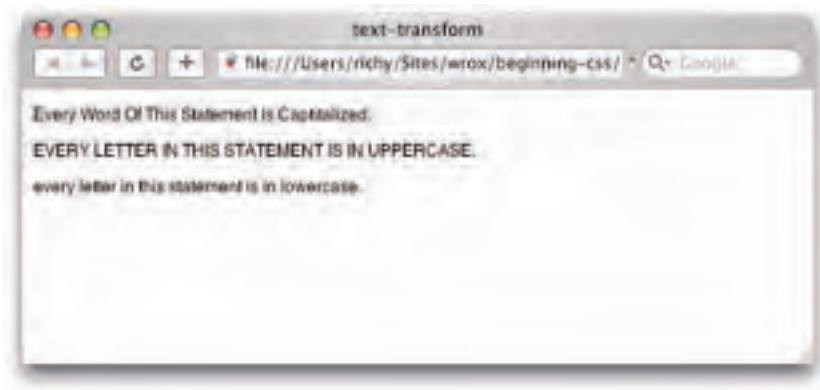 text-transform
file:///Users/richy/Sites/wrox/beginning-css/ Google
Every Word Of This Statement Is Capitalized.
EVERY LETTER IN THIS STATEMENT IS IN UPPERCASE.
every letter in this statement is in lowercase.